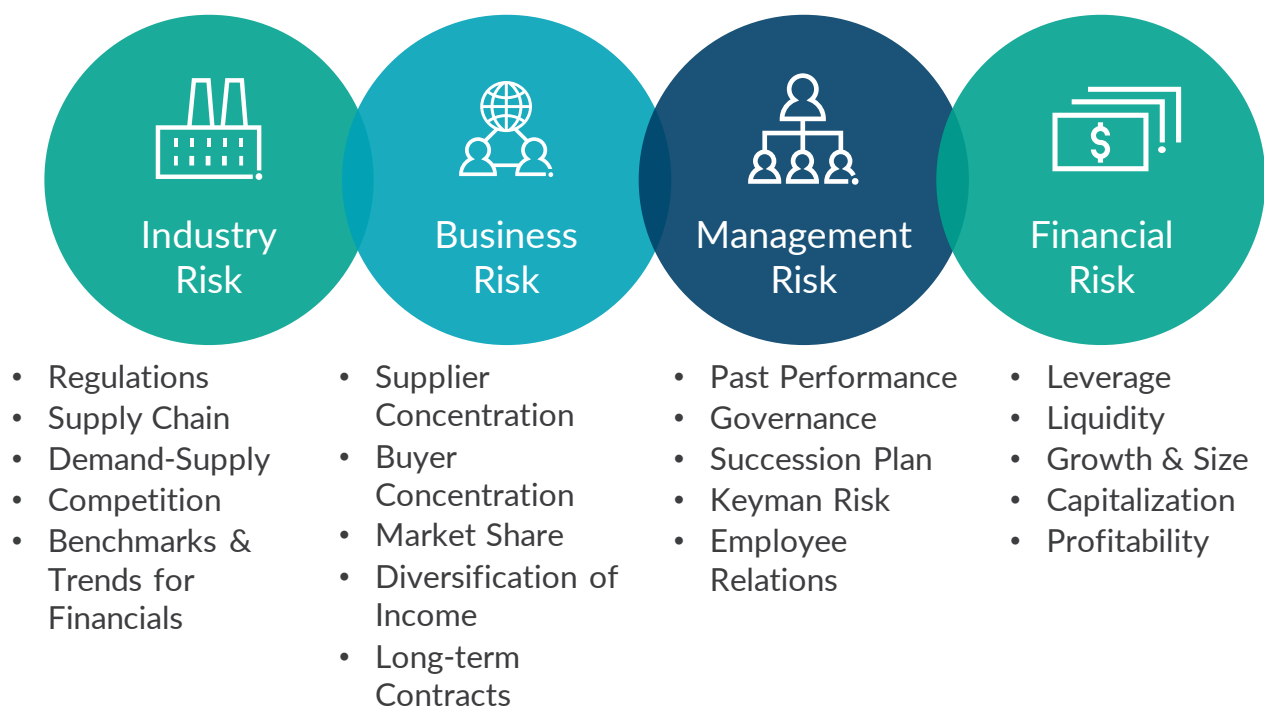 Industry
Risk
Business
Risk
Management
Risk
$
Financial
Risk
• Regulations
• Supply Chain
• Demand-Supply
• Competition
• Benchmarks &
Trends for
Financials
• Supplier
Concentration
• Buyer
Concentration
• Market Share
• Diversification of
Income
• Long-term
Contracts
• Past Performance
• Governance
• Succession Plan
• Keyman Risk
• Employee
Relations
• Leverage
• Liquidity
• Growth & Size
• Capitalization
• Profitability